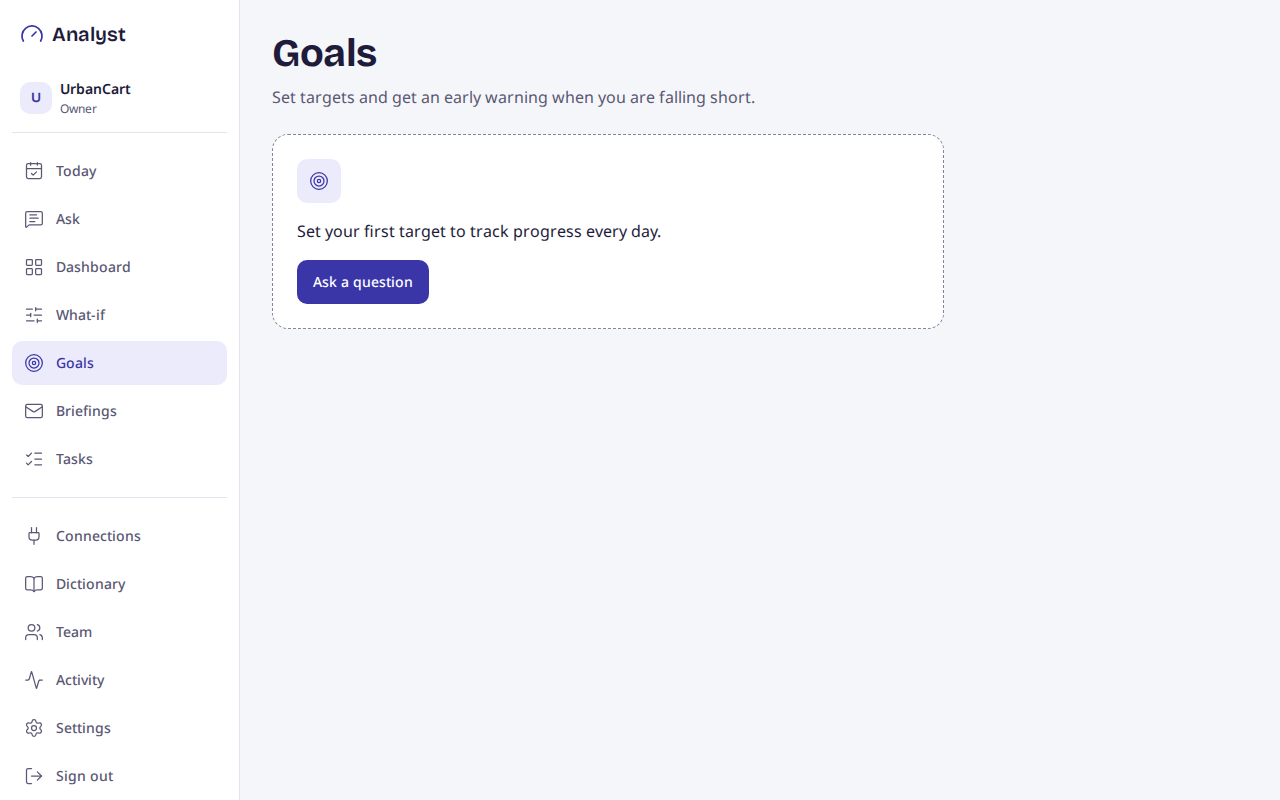 Analyst
U
UrbanCart
Owner
Today
Ask
Dashboard
What-if
Goals
Briefings
Tasks
Connections
Dictionary
Team
Activity
Settings
Sign out
Goals
Set targets and get an early warning when you are falling short.
Set your first target to track progress every day.
Ask a question